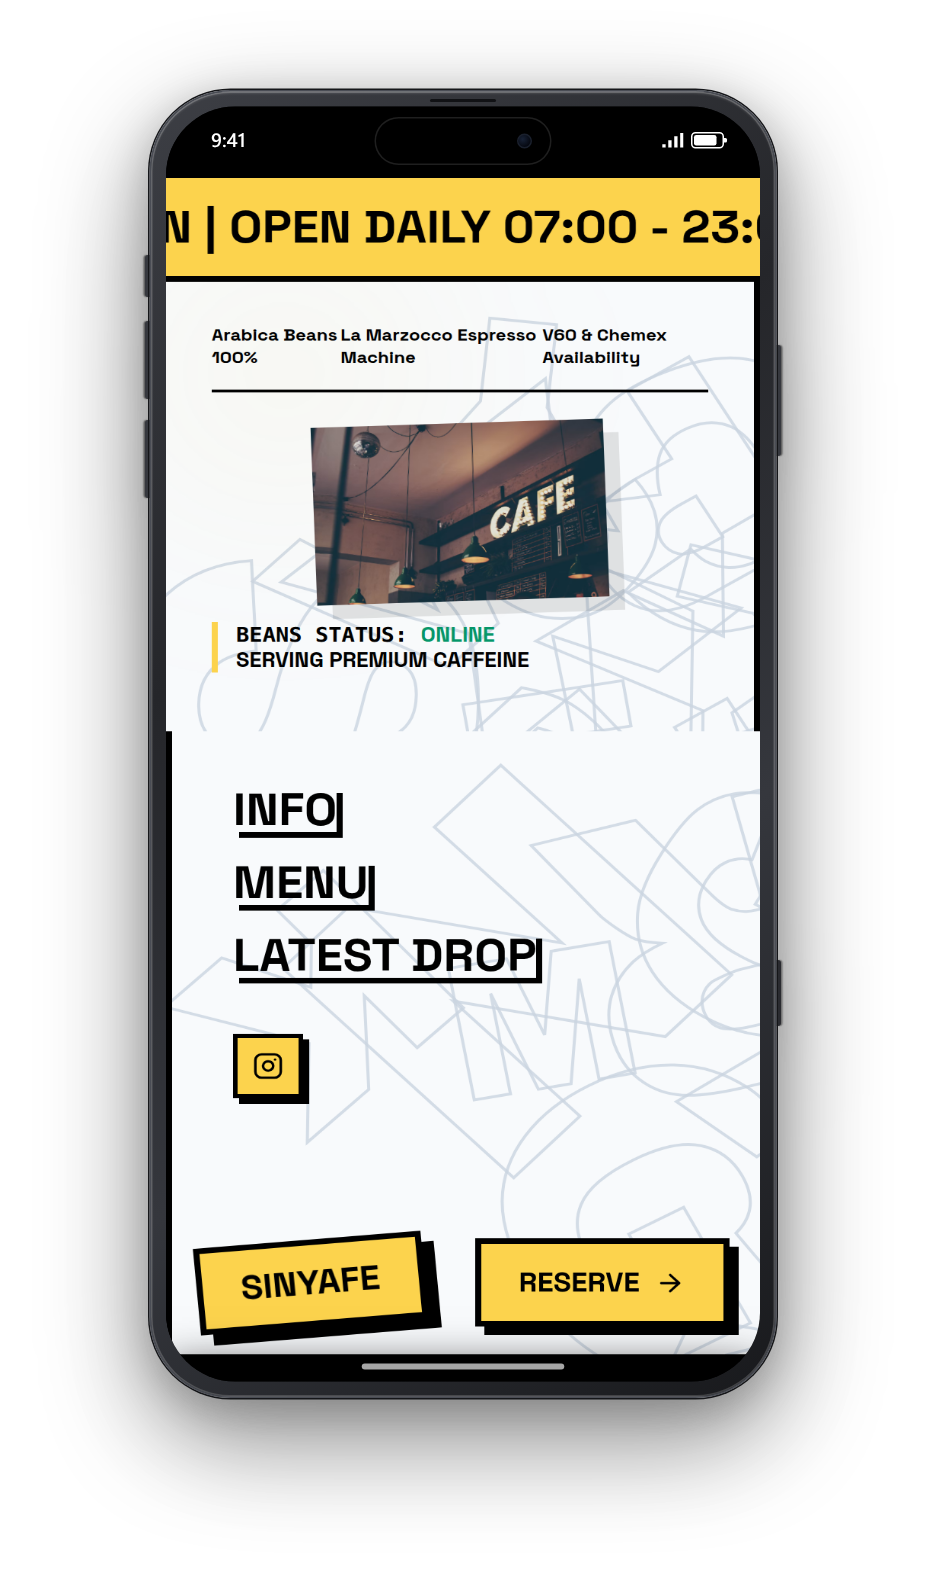 9:41
N | OPEN DAILY 07:00 - 23:0
Arabica Beans La Marzocco Espresso V60 & Chemex
100% Machine Availability
CAFE
BEANS STATUS: ONLINE
SERVING PREMIUM CAFFEINE
INFO
MENU
LATEST DROP
SINYAFE
RESERVE →